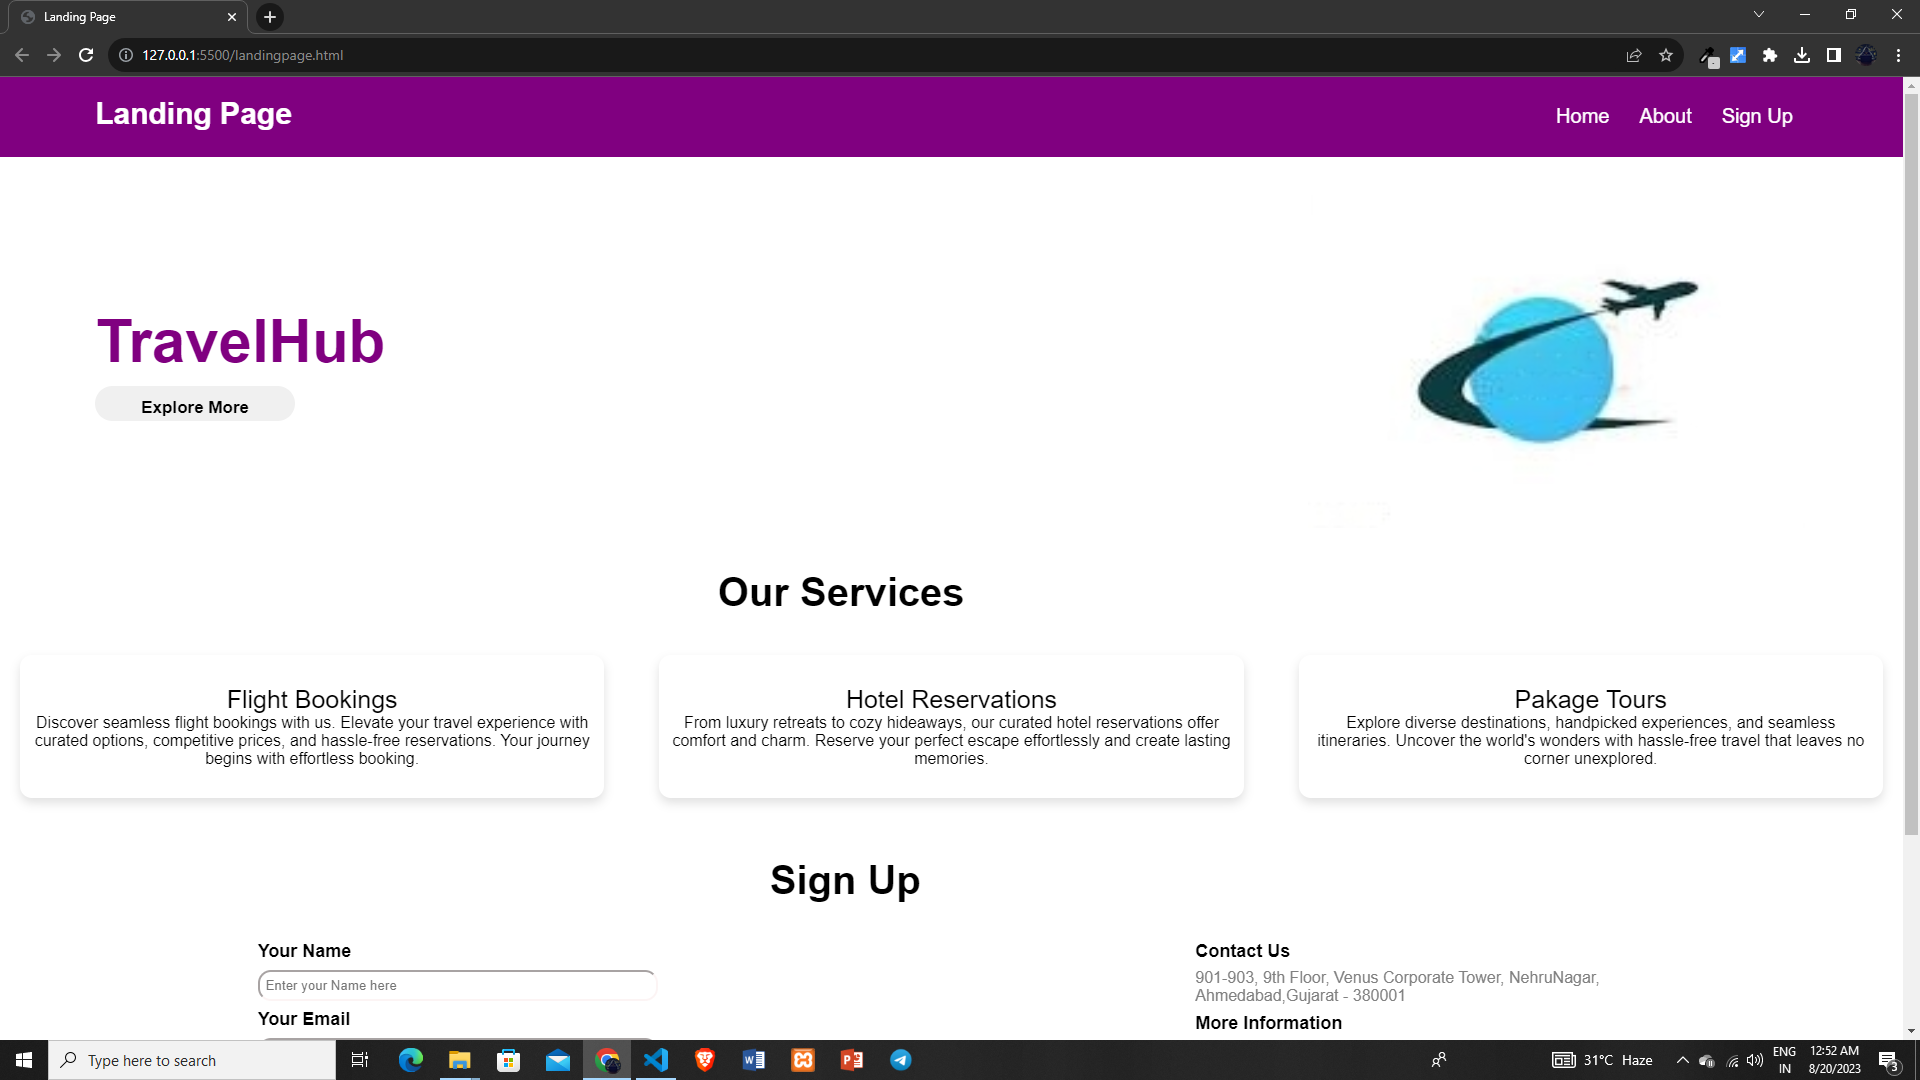 Landing Page
127.0.0.1:5500/landingpage.html
Landing Page
Home About Sign Up
TravelHub
Explore More
Our Services
Flight Bookings
Discover seamless flight bookings with us. Elevate your travel experience with
curated options, competitive prices, and hassle-free reservations. Your journey
begins with effortless booking.
Hotel Reservations
From luxury retreats to cozy hideaways, our curated hotel reservations offer
comfort and charm. Reserve your perfect escape effortlessly and create lasting
memories.
Pakage Tours
Explore diverse destinations, handpicked experiences, and seamless
itineraries. Uncover the world's wonders with hassle-free travel that leaves no
corner unexplored.
Sign Up
Your Name
Enter your Name here
Your Email
Contact Us
901-903, 9th Floor, Venus Corporate Tower, NehruNagar,
Ahmedabad,Gujarat - 380001
More Information
Type here to search
31°C Haze
ENG
IN
12:52 AM
8/20/2023
3